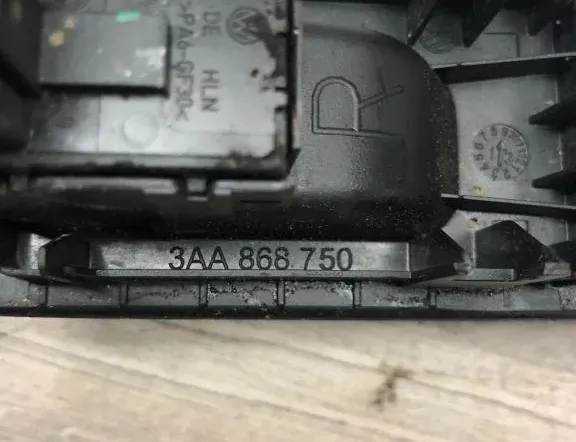 DE HLN
>PA6-GF30<
R
3AA 868 750